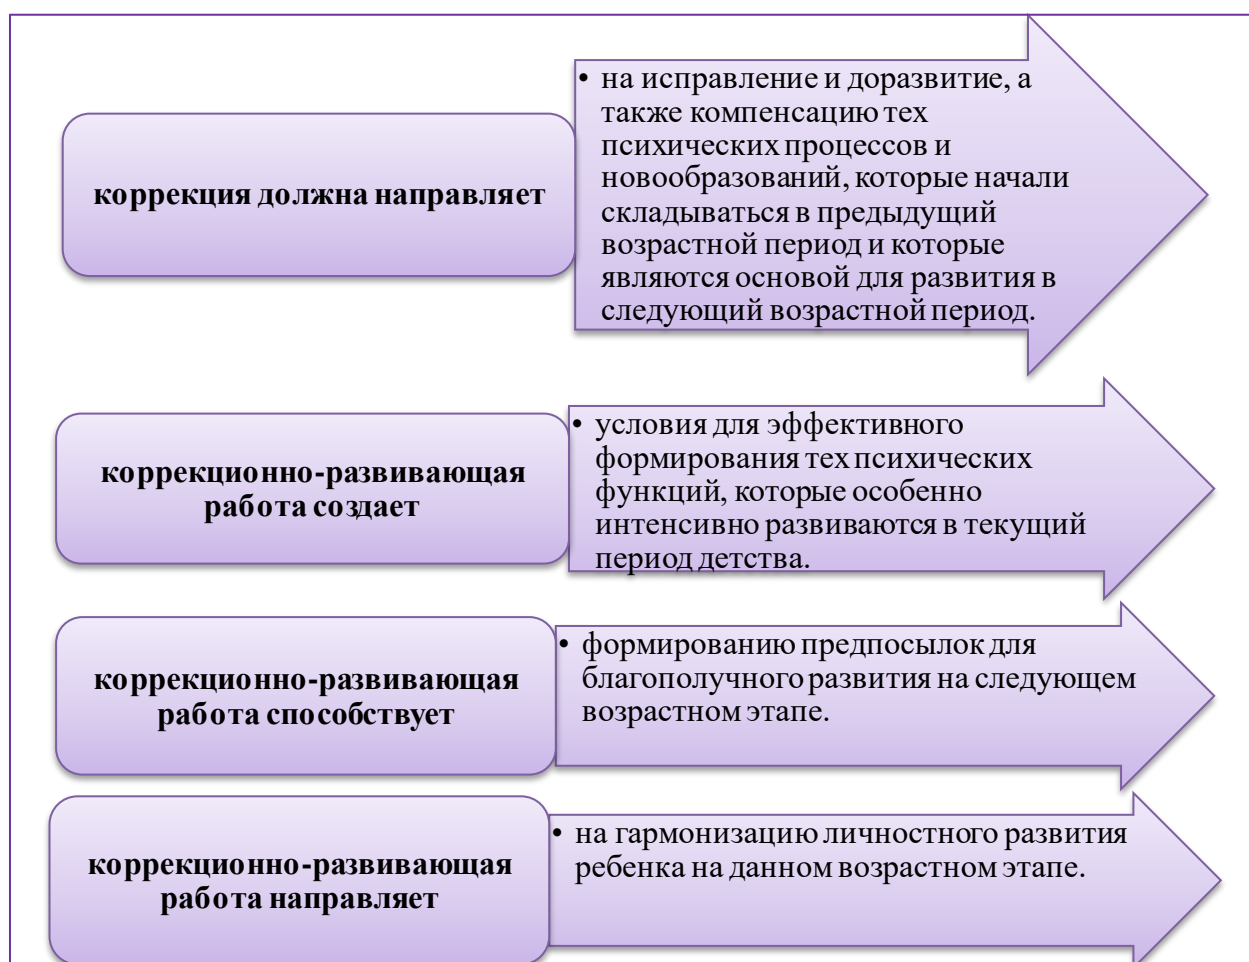 коррекция должна направляет
• на исправление и доразвитие, а
также компенсацию тех
психических процессов и
новообразований, которые начали
складываться в предыдущий
возрастной период и которые
являются основой для развития в
следующий возрастной период.
коррекционно-развивающая
работа создает
• условия для эффективного
формирования тех психических
функций, которые особенно
интенсивно развиваются в текущий
период детства.
коррекционно-развивающая
работа способствует
• формированию предпосылок для
благополучного развития на следующем
возрастном этапе.
коррекционно-развивающая
работа направляет
• на гармонизацию личностного развития
ребенка на данном возрастном этапе.